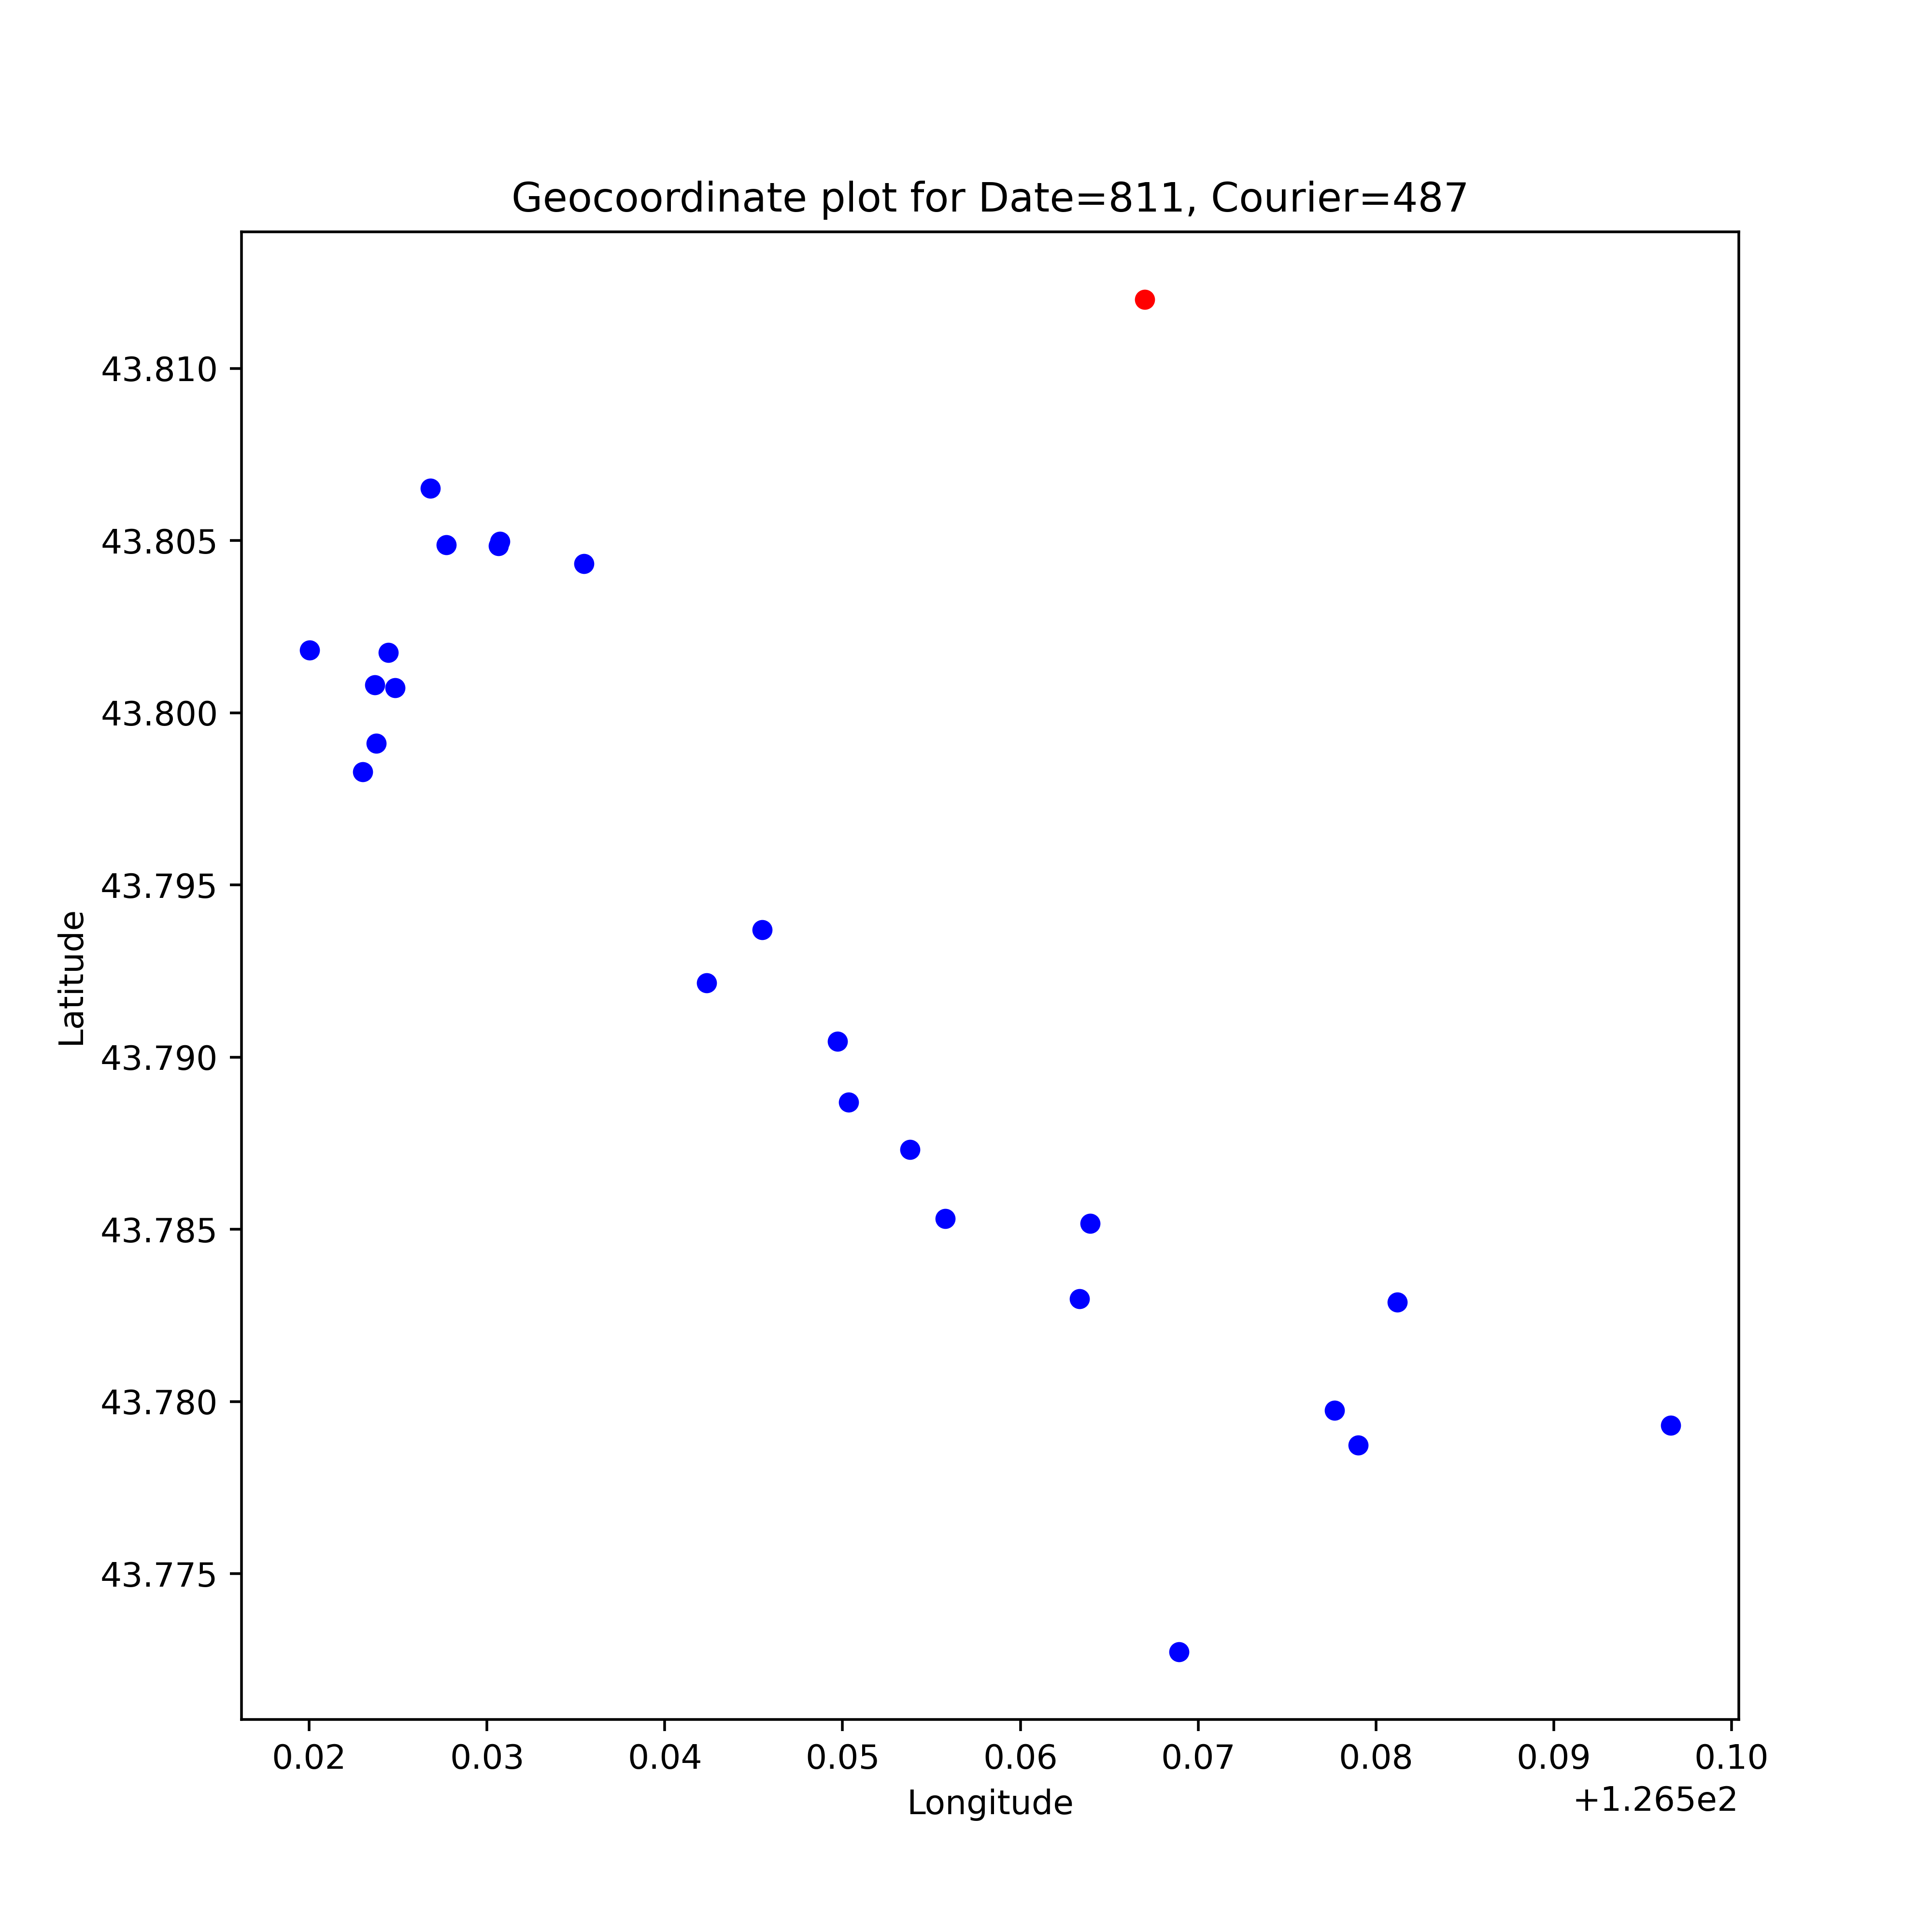 Geocoordinate plot for Date=811, Courier=487
43.810
43.805
43.800
43.795
43.790
43.785
43.780
43.775
Latitude
0.02 0.03 0.04 0.05 0.06 0.07 0.08 0.09 0.10
+1.265e2
Longitude